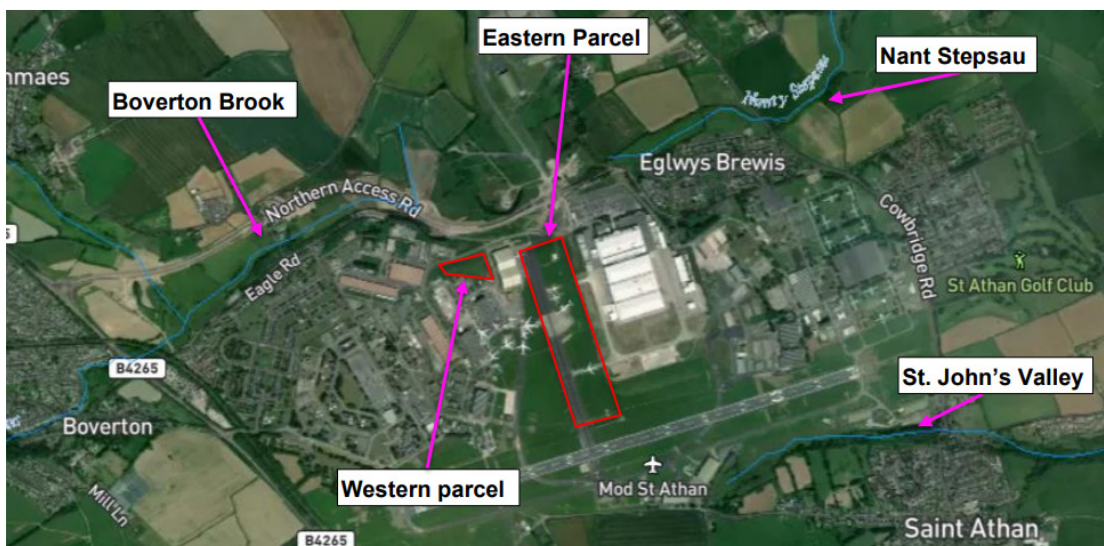 Eastern Parcel
Nant Stepsau
nmaes
Boverton Brook
Eglwys Brewis
Northern Access Rd
Cowbridge Rd
Eagle Rd
St Athan Golf Club
B4265
St. John's Valley
Boverton
Western parcel
Mod St Athan
Mill Ln
Saint Athan
B4265